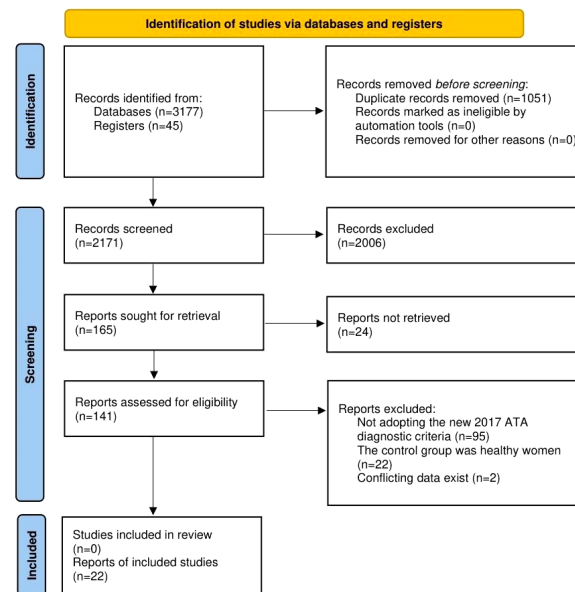 Identification of studies via databases and registers
Identification
Records identified from:
Databases (n=3177)
Registers (n=45)
Records removed before screening:
Duplicate records removed (n=1051)
Records marked as ineligible by
automation tools (n=0)
Records removed for other reasons (n=0)
Screening
Records screened
(n=2171)
Records excluded
(n=2006)
Reports sought for retrieval
(n=165)
Reports not retrieved
(n=24)
Reports assessed for eligibility
(n=141)
Reports excluded:
Not adopting the new 2017 ATA
diagnostic criteria (n=95)
The control group was healthy women
(n=22)
Conflicting data exist (n=2)
Included
Studies included in review
(n=0)
Reports of included studies
(n=22)